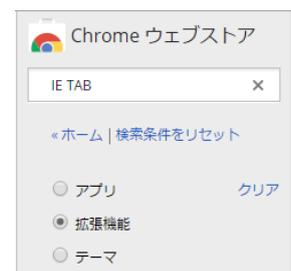 Chrome ウェブストア
IE TAB ×
« ホーム | 検索条件をリセット
アプリ クリア
拡張機能
テーマ